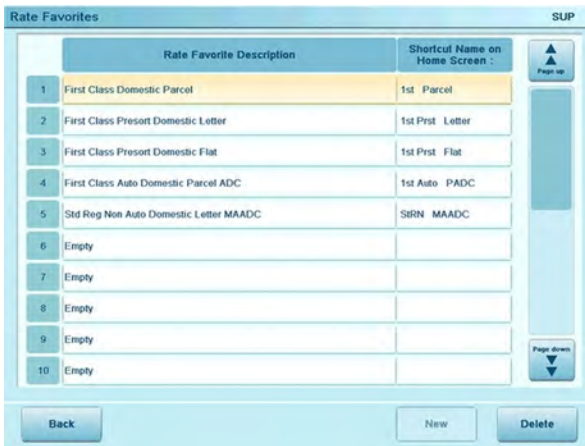 Rate Favorites SUP
Rate Favorite Description Shortcut Name on
Home Screen :
Page up
1 First Class Domestic Parcel 1st Parcel
2 First Class Presort Domestic Letter 1st Prst Letter
3 First Class Presort Domestic Flat 1st Prst Flat
4 First Class Auto Domestic Parcel ADC 1st Auto PADC
5 Std Reg Non Auto Domestic Letter MAADC StRN MAADC
6 Empty
7 Empty
8 Empty
9 Empty
Page down
10 Empty
Back New Delete